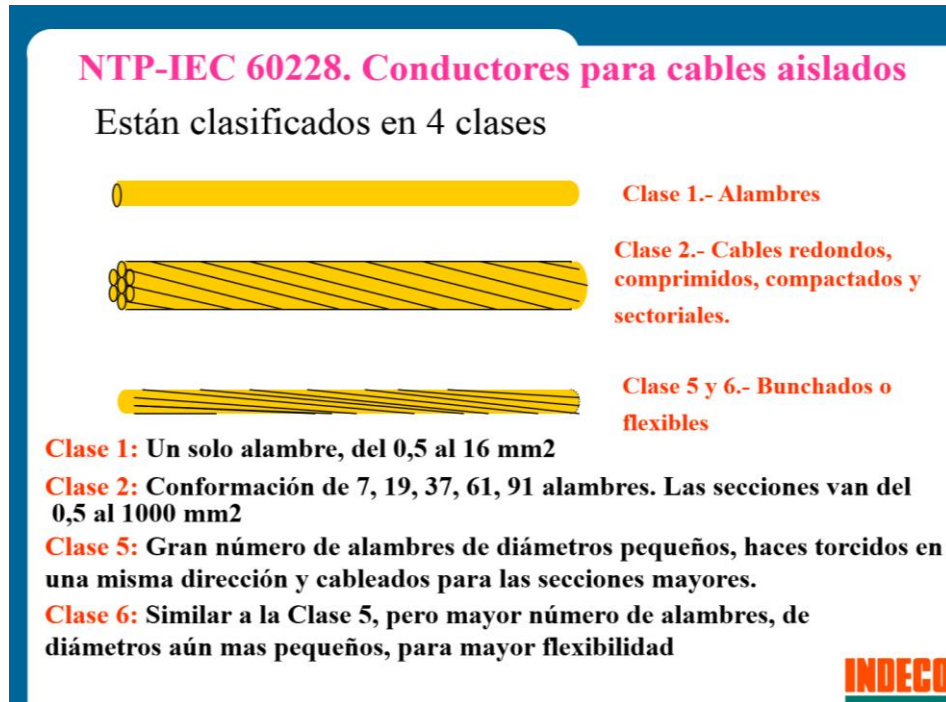 NTP-IEC 60228. Conductores para cables aislados
Están clasificados en 4 clases
Clase 1.- Alambres
Clase 2.- Cables redondos,
comprimidos, compactados y
sectoriales.
Clase 5 y 6.- Bunchados o
flexibles
Clase 1: Un solo alambre, del 0,5 al 16 mm2
Clase 2: Conformación de 7, 19, 37, 61, 91 alambres. Las secciones van del
0,5 al 1000 mm2
Clase 5: Gran número de alambres de diámetros pequeños, haces torcidos en
una misma dirección y cableados para las secciones mayores.
Clase 6: Similar a la Clase 5, pero mayor número de alambres, de
diámetros aún mas pequeños, para mayor flexibilidad
INDECO